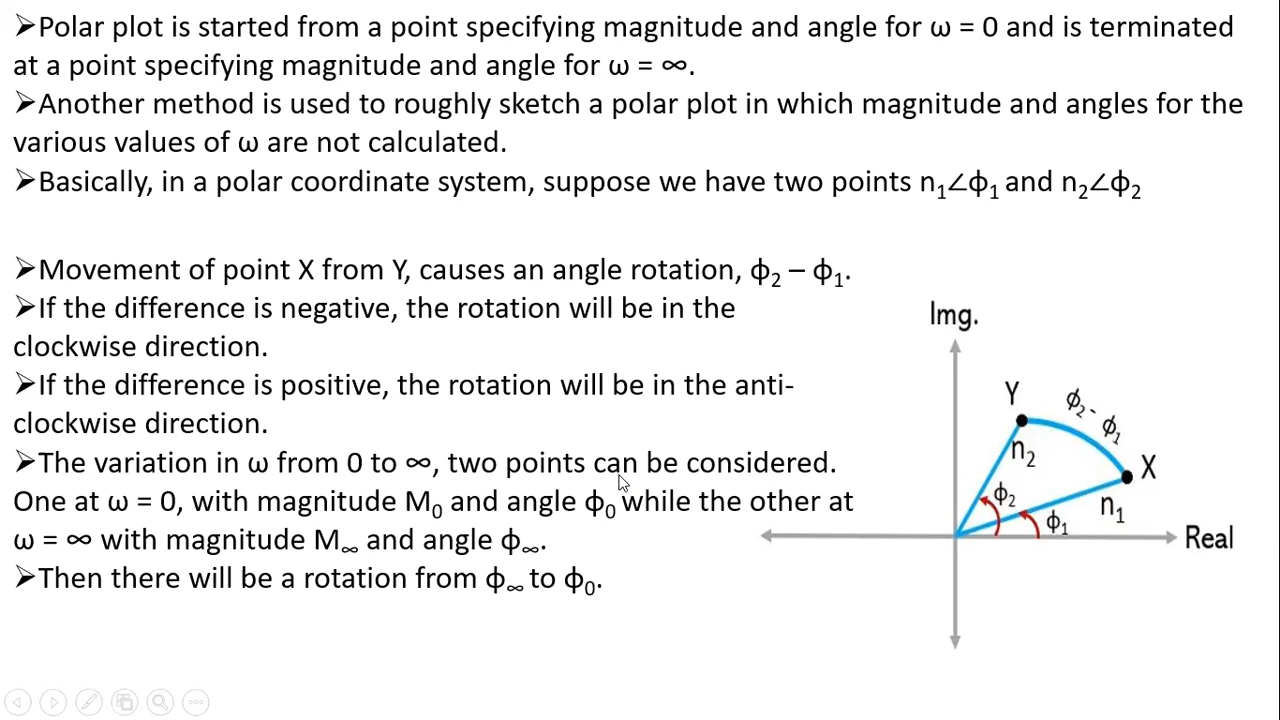 ➢Polar plot is started from a point specifying magnitude and angle for ω = 0 and is terminated
at a point specifying magnitude and angle for ω = ∞.
➢Another method is used to roughly sketch a polar plot in which magnitude and angles for the
various values of ω are not calculated.
➢Basically, in a polar coordinate system, suppose we have two points n₁∠ϕ₁ and n₂∠ϕ₂
➢Movement of point X from Y, causes an angle rotation, ϕ₂ – ϕ₁.
➢If the difference is negative, the rotation will be in the
clockwise direction.
➢If the difference is positive, the rotation will be in the anti-
clockwise direction.
➢The variation in ω from 0 to ∞, two points can be considered.
One at ω = 0, with magnitude M₀ and angle ϕ₀ while the other at
ω = ∞ with magnitude M∞ and angle ϕ∞.
➢Then there will be a rotation from ϕ∞ to ϕ₀.
Img.
Y
ϕ₂ - ϕ₁
n₂
X
ϕ₂
n₁
ϕ₁
Real